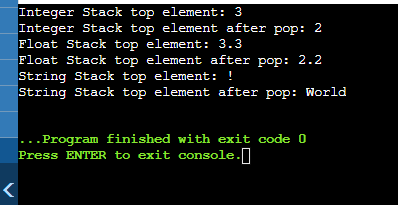 Integer Stack top element: 3
Integer Stack top element after pop: 2
Float Stack top element: 3.3
Float Stack top element after pop: 2.2
String Stack top element: !
String Stack top element after pop: World
...Program finished with exit code 0
Press ENTER to exit console.